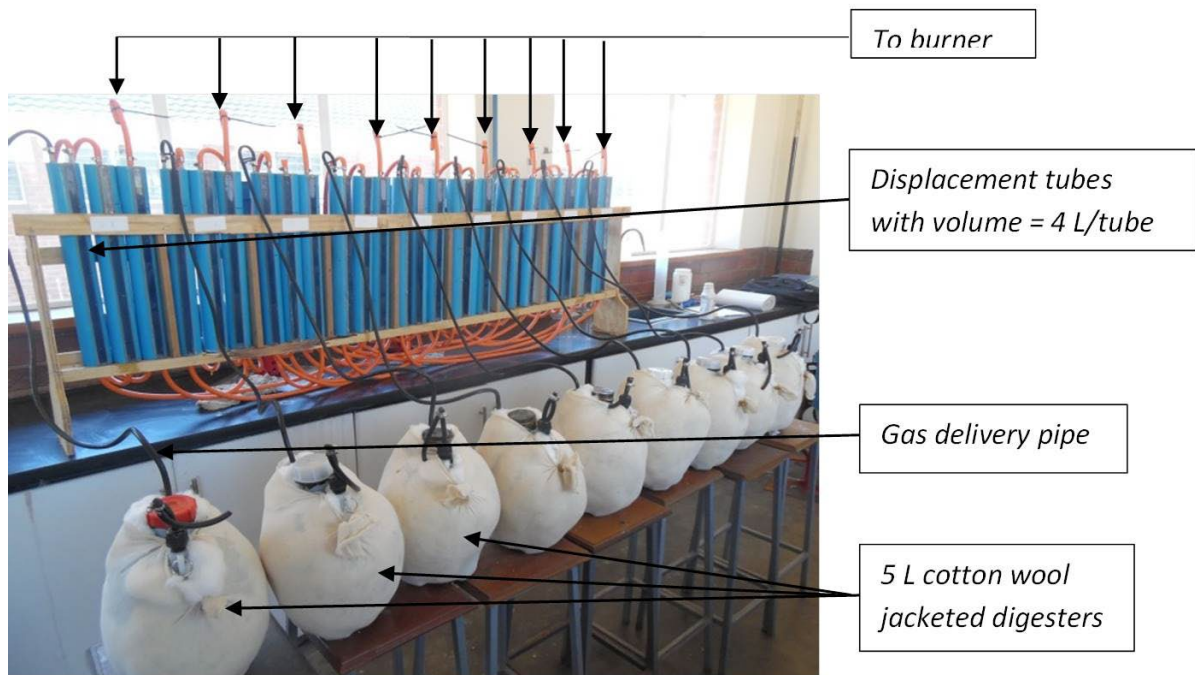 To burner
Displacement tubes
with volume = 4 L/tube
Gas delivery pipe
5 L cotton wool
jacketed digesters